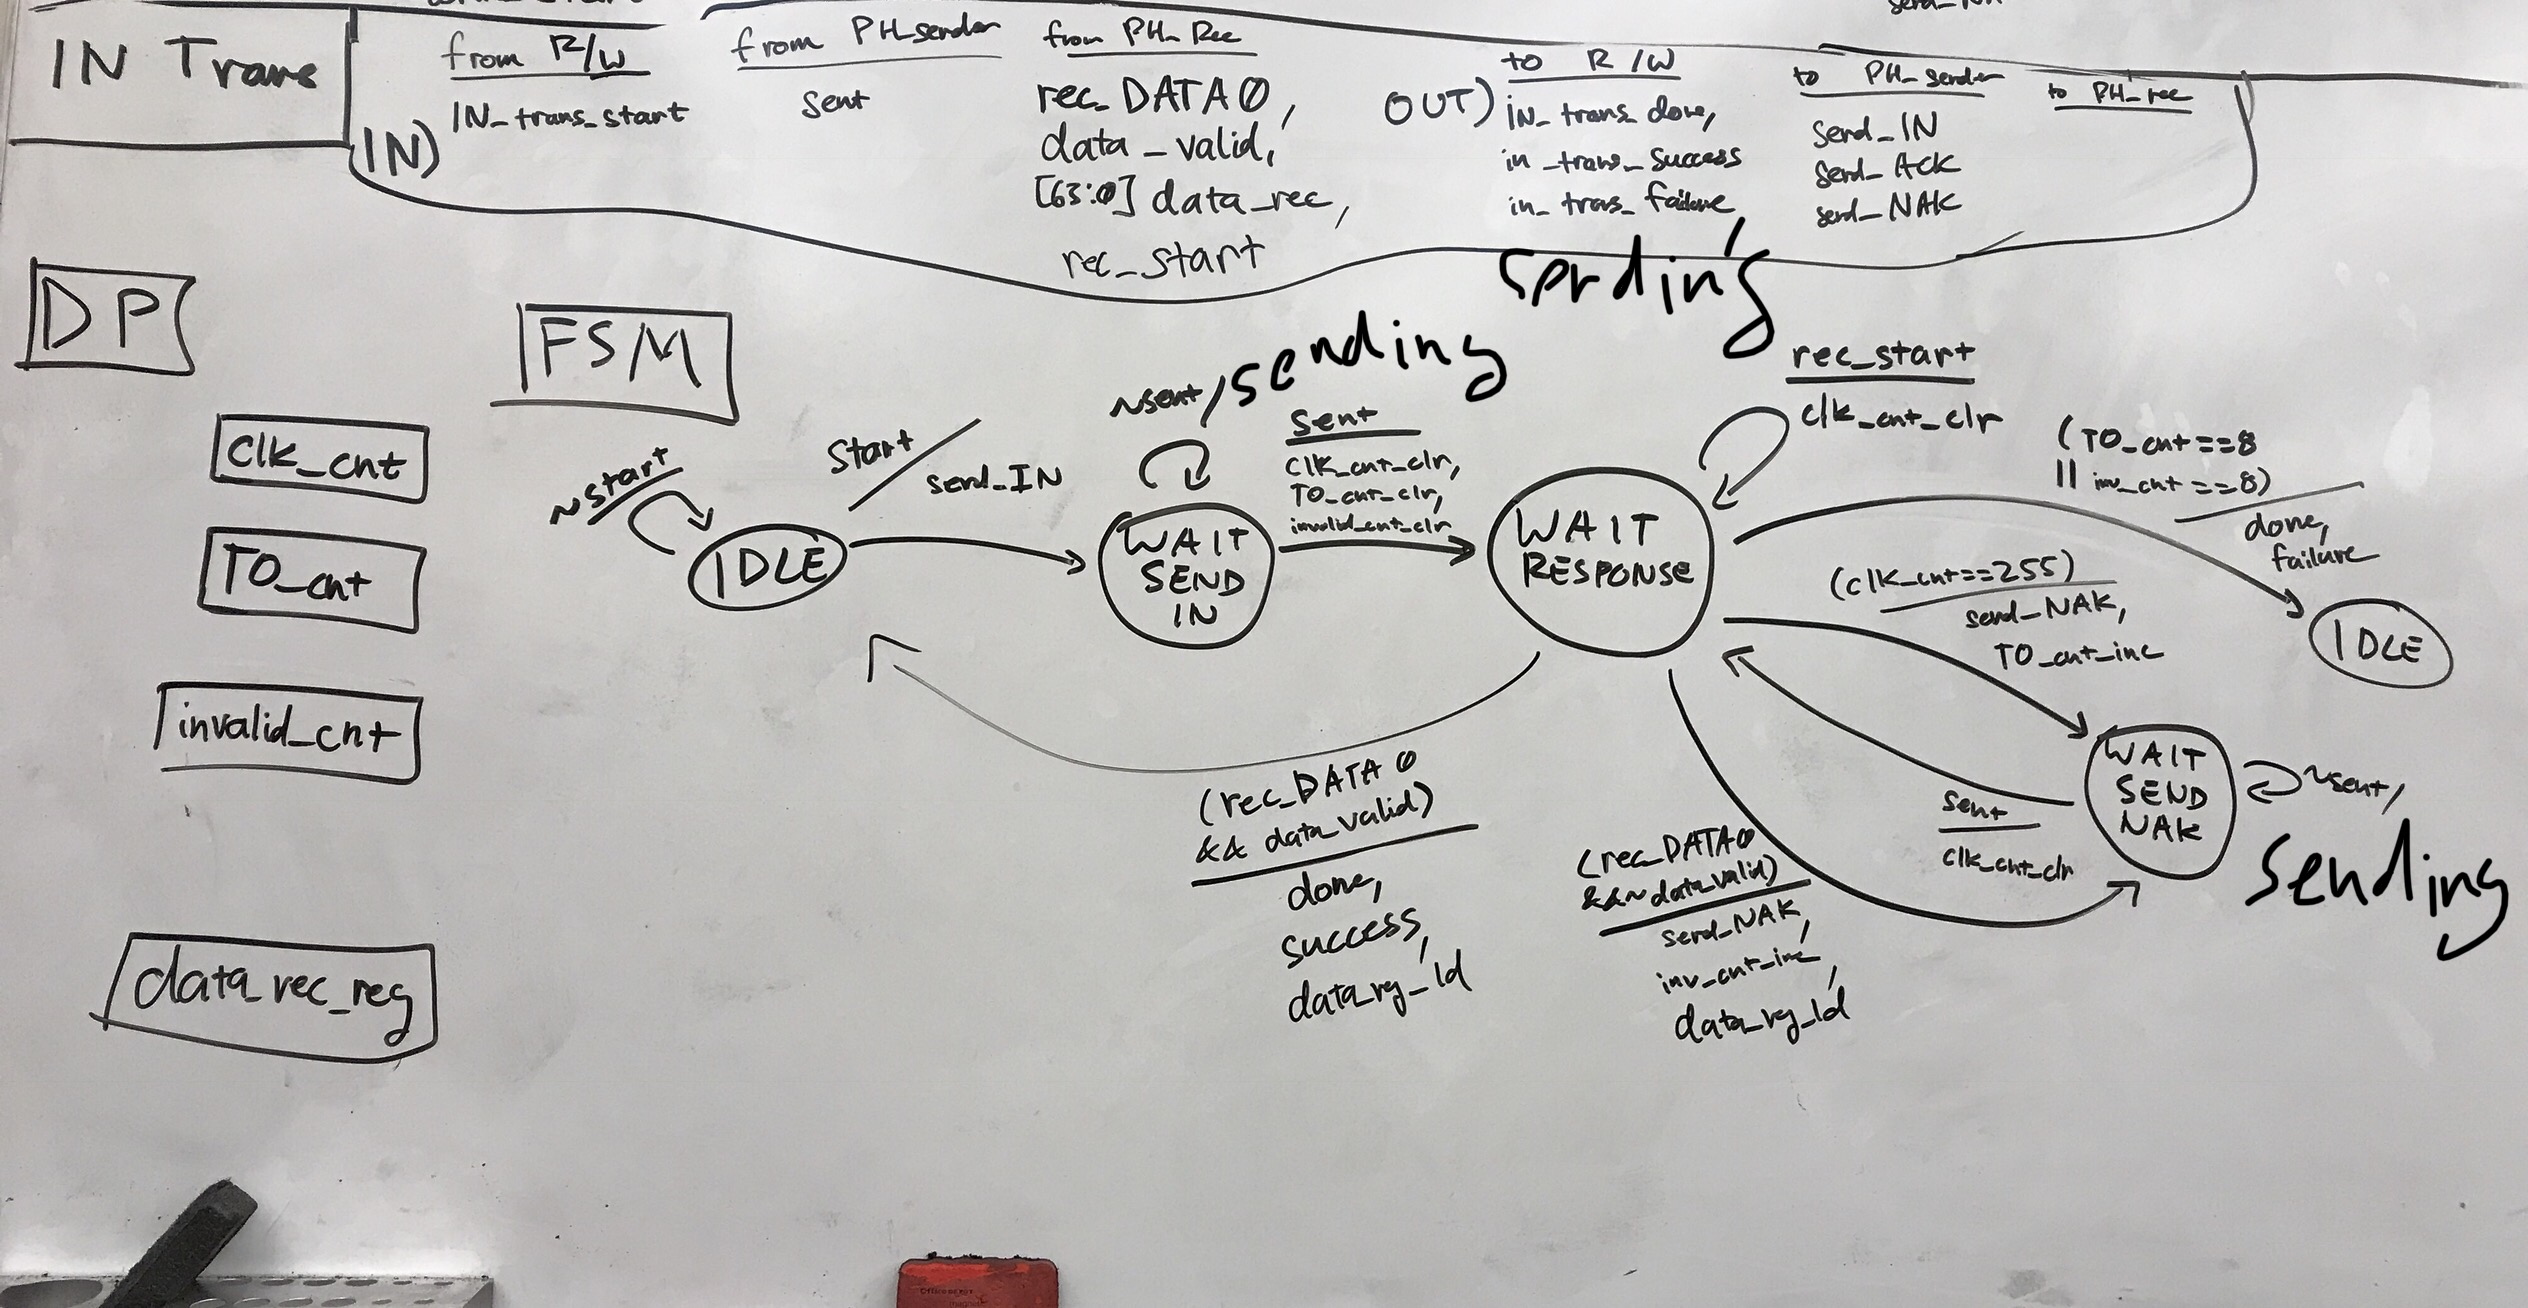 send_NA
IN Trans
IN)
from R/W
IN_trans_start
from PH_sender
sent
from PH_Rec
rec_DATA0,
data_valid,
[63:0] data_rec,
rec_start
OUT)
to R/W
in_trans_done,
in_trans_success
in_trans_failure,
sending
to PH_sender
send_IN
send_ACK
send_NAK
to PH_rec
DP
clk_cnt
TO_cnt
invalid_cnt
data_rec_reg
FSM
~start
IDLE
start
send_IN
~sent, sending
WAIT
SEND
IN
sent
clk_cnt_clr,
TO_cnt_clr,
invalid_cnt_clr
WAIT
RESPONSE
rec_start
clk_cnt_clr
(TO_cnt==8
|| inv_cnt==8)
done,
failure
IDLE
(clk_cnt==255)
send_NAK,
TO_cnt_inc
WAIT
SEND
NAK
~sent,
sending
sent
clk_cnt_clr
(rec_DATA0
&& data_valid)
done,
success,
data_rg_ld
(rec_DATA0
&&~data_valid)
send_NAK,
inv_cnt_inc,
data_rg_ld